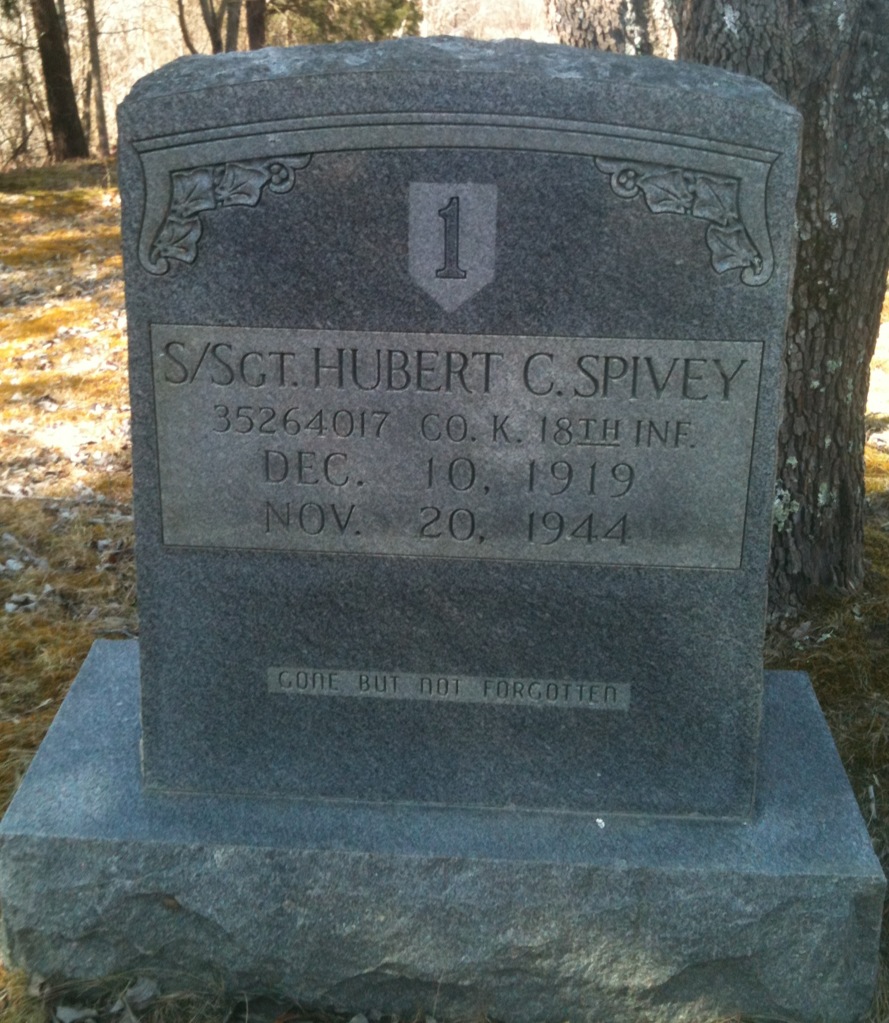 1
S/SGT. HUBERT C. SPIVEY
35264017 CO. K. 18TH INF.
DEC. 10, 1919
NOV. 20, 1944
GONE BUT NOT FORGOTTEN